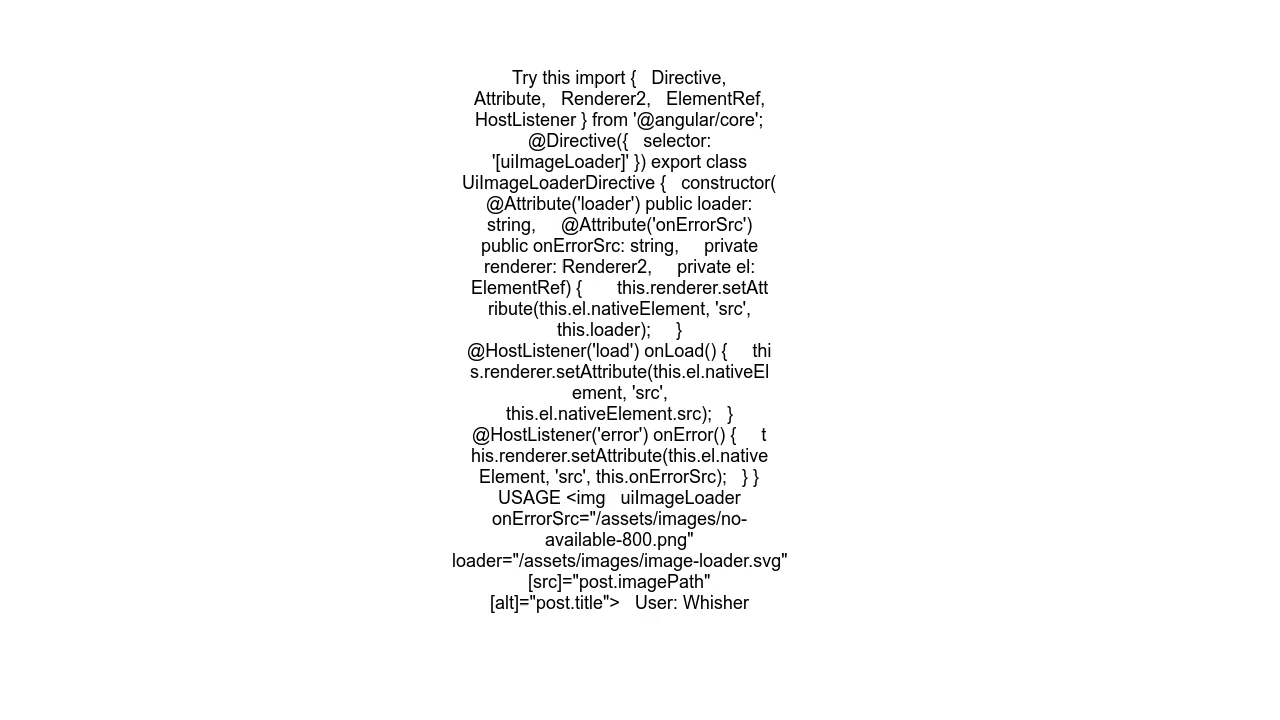 Try this import {   Directive,
Attribute,   Renderer2,   ElementRef,
HostListener } from '@angular/core';
@Directive({   selector:
'[uiImageLoader]' }) export class
UiImageLoaderDirective {   constructor(
@Attribute('loader') public loader:
string,     @Attribute('onErrorSrc')
public onErrorSrc: string,     private
renderer: Renderer2,     private el:
ElementRef) {       this.renderer.setAtt
ribute(this.el.nativeElement, 'src',
this.loader);     }
@HostListener('load') onLoad() {     thi
s.renderer.setAttribute(this.el.nativeEl
ement, 'src',
this.el.nativeElement.src);   }
@HostListener('error') onError() {     t
his.renderer.setAttribute(this.el.native
Element, 'src', this.onErrorSrc);   } }
USAGE <img   uiImageLoader
onErrorSrc="/assets/images/no-
available-800.png"
loader="/assets/images/image-loader.svg"
[src]="post.imagePath"
[alt]="post.title">   User: Whisher